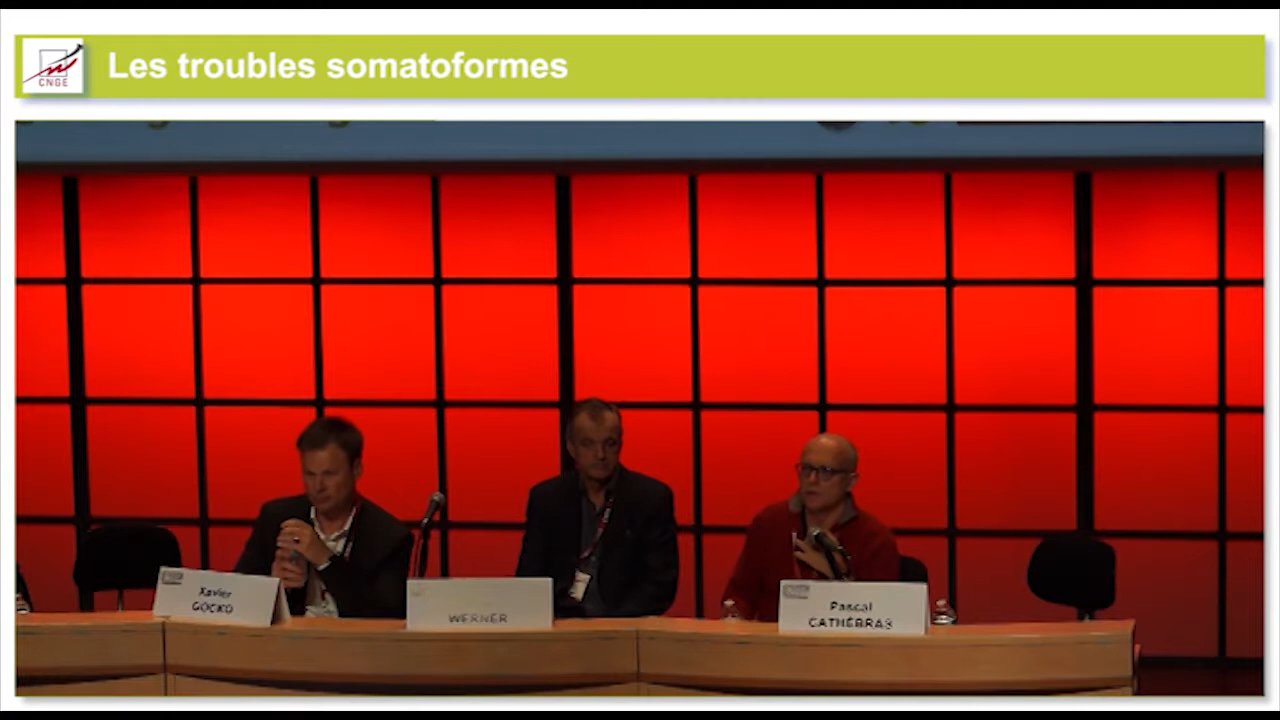 CNGE
Les troubles somatoformes
Xavier
GOCKO
WERNER
Pascal
CATHÉBRAS